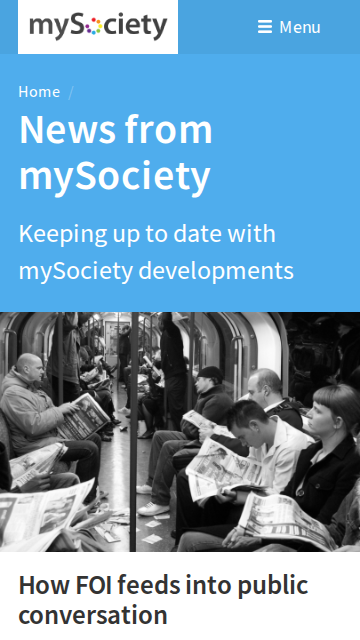 mySociety
Menu
Home /
News from
mySociety
Keeping up to date with
mySociety developments
How FOI feeds into public
conversation